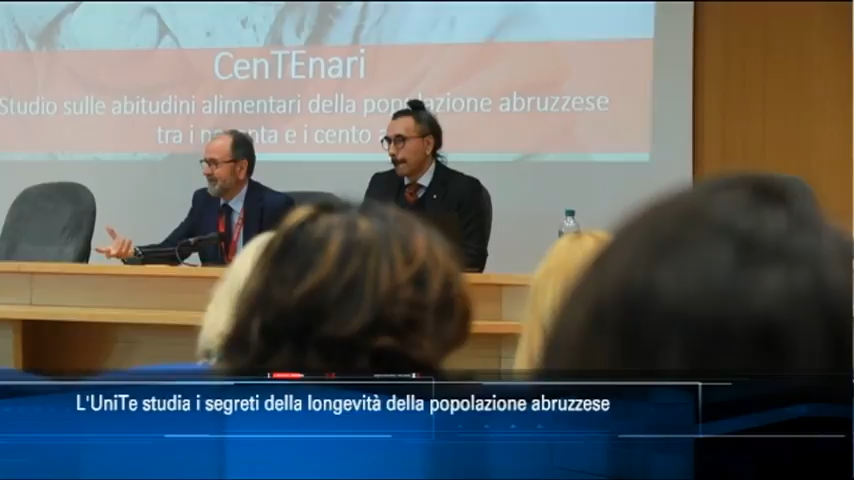 CenTEnari
Studio sulle abitudini alimentari della popolazione abruzzese
tra i e i cento
L'UniTe studia i segreti della longevità della popolazione abruzzese